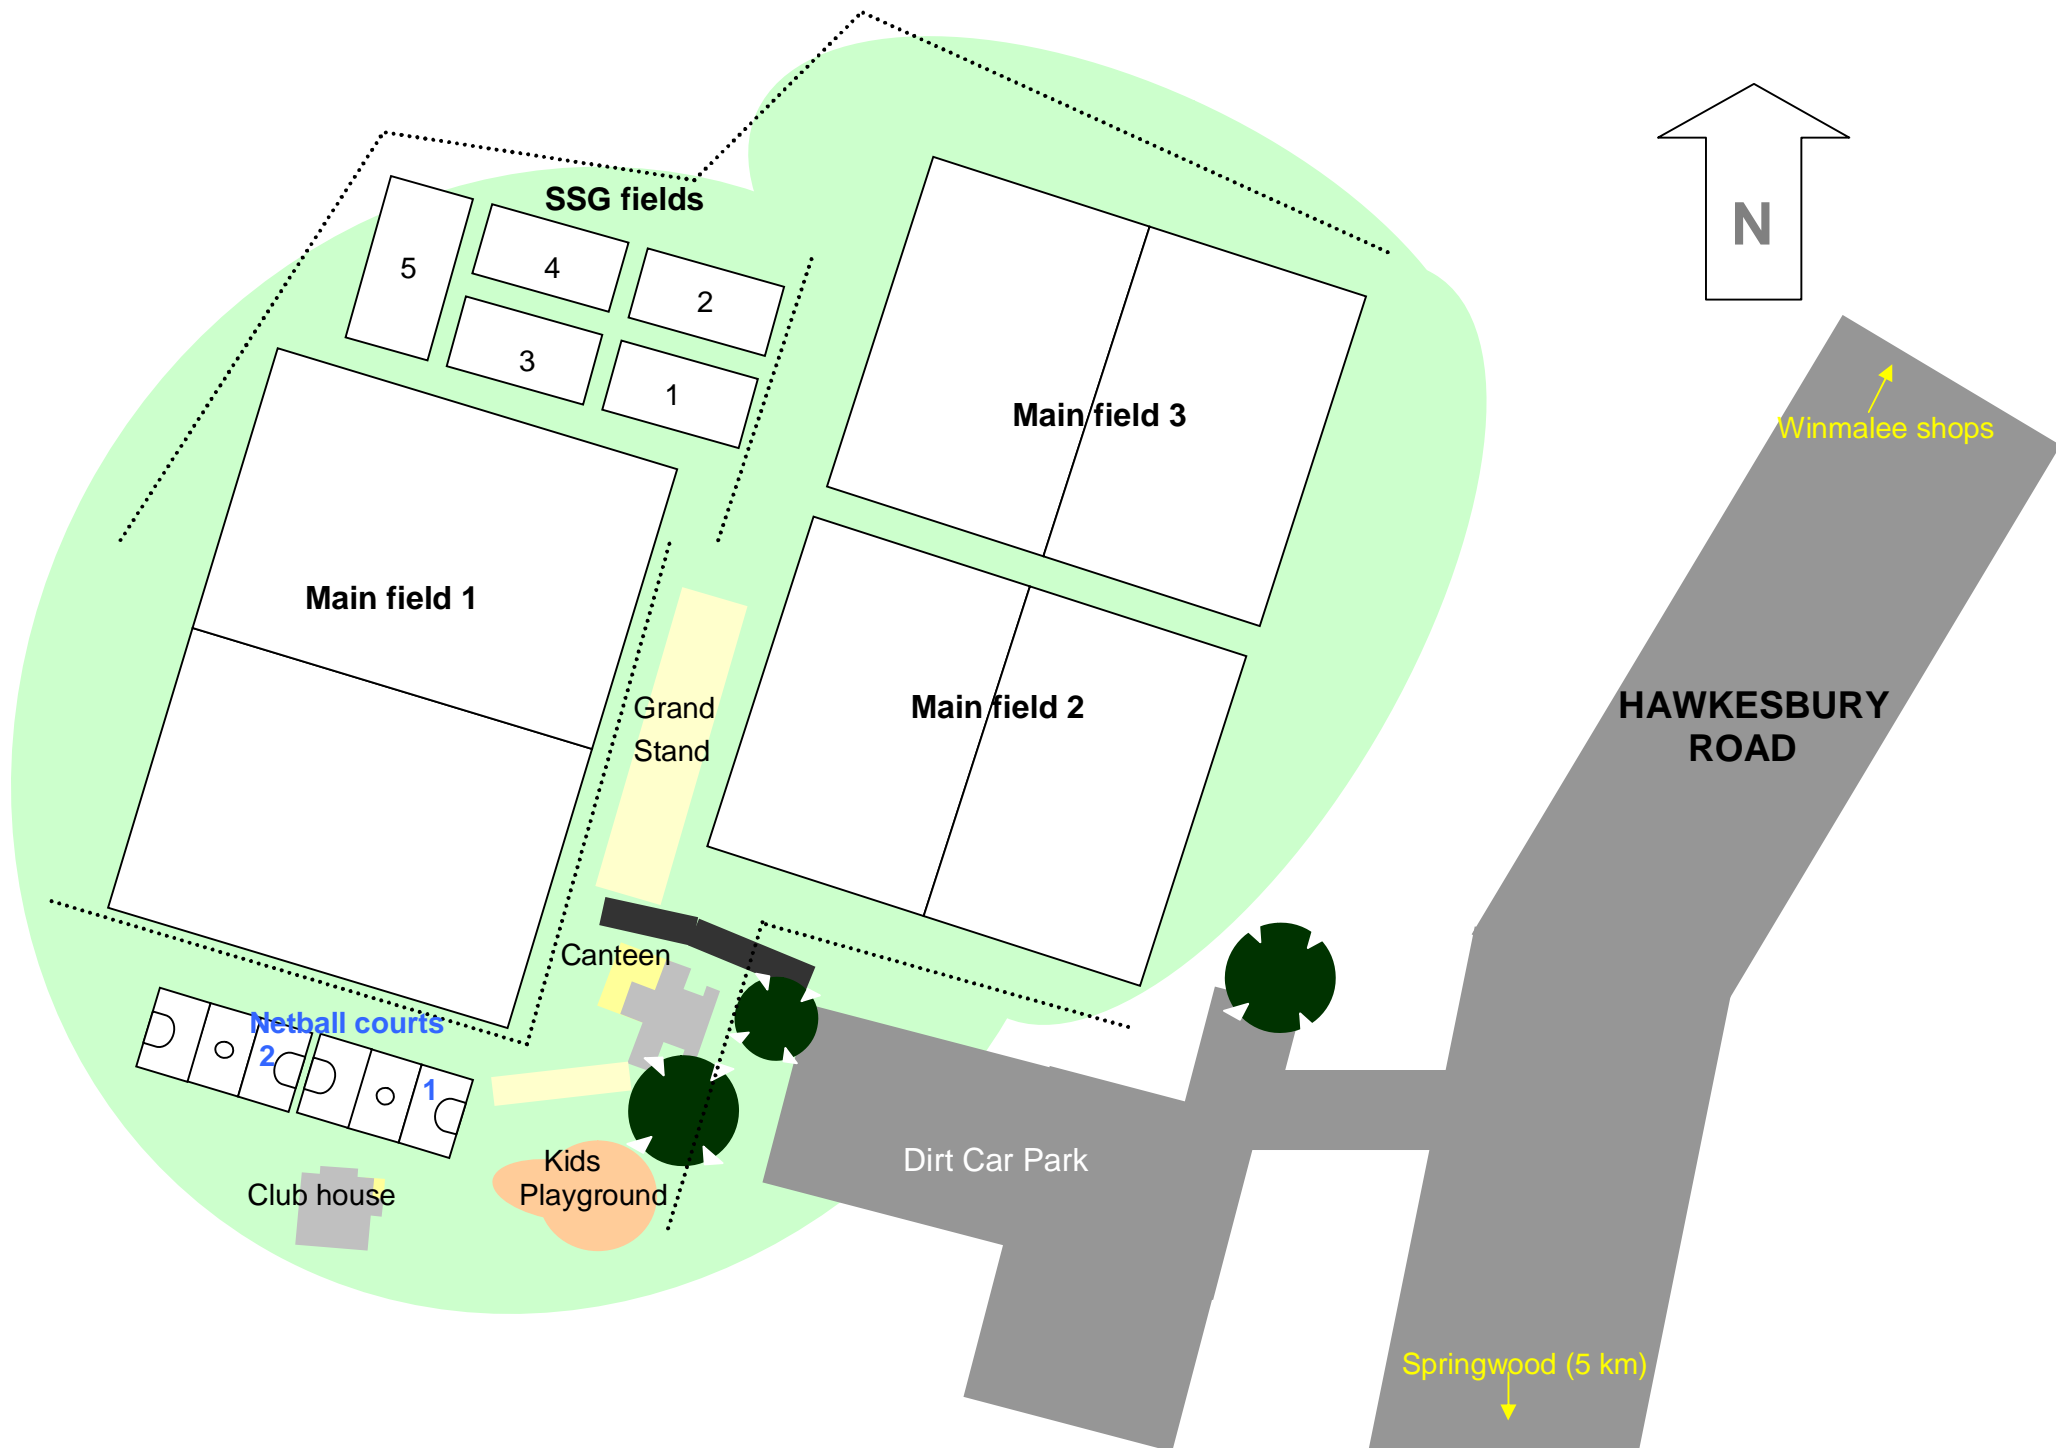 SSG fields
N
5
4
2
3
1
Main field 3
Winmalee shops
Main field 1
Grand
Stand
Main field 2
HAWKESBURY
ROAD
Canteen
Netball courts
2
1
Kids
Playground
Club house
Dirt Car Park
Springwood (5 km)